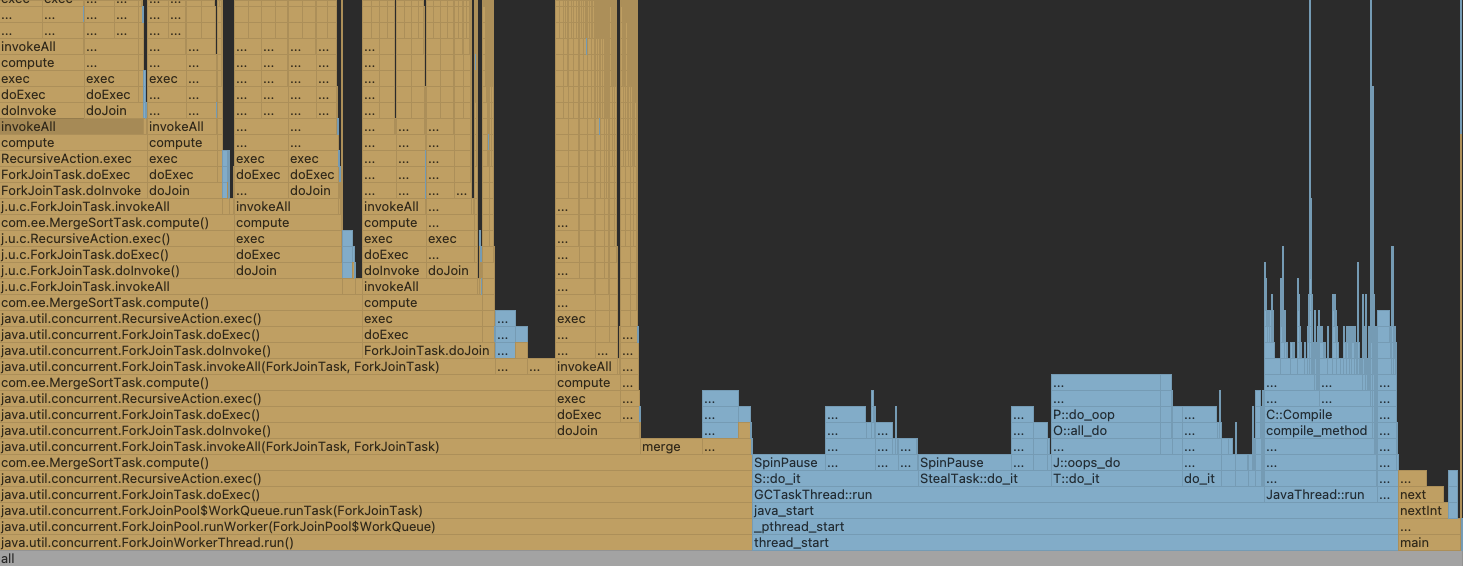 exec exec ...
... ... ... ... ...
... ... ... ... ...
invokeAll ... ... ... ... ... ... ... ...
compute ... ... ... ... ... ... ...
exec exec exec ... ... ... ... ... ...
doExec doExec ... ... ... ... ... ... ...
doInvoke doJoin ... ... ... ... ... ... ...
invokeAll invokeAll ... ... ... ... ...
compute compute ... ... ... ...
RecursiveAction.exec exec exec exec ... ... ...
ForkJoinTask.doExec doExec doExec doExec ... ... ...
ForkJoinTask.doInvoke doJoin ... doJoin ... ... ... ...
j.u.c.ForkJoinTask.invokeAll invokeAll invokeAll ... ...
com.ee.MergeSortTask.compute() compute compute ... ...
j.u.c.RecursiveAction.exec() exec exec exec ...
j.u.c.ForkJoinTask.doExec() doExec doExec ... ...
j.u.c.ForkJoinTask.doInvoke() doJoin doInvoke doJoin ...
j.u.c.ForkJoinTask.invokeAll invokeAll ...
com.ee.MergeSortTask.compute() compute ...
java.util.concurrent.RecursiveAction.exec() exec ... exec
java.util.concurrent.ForkJoinTask.doExec() doExec ... ...
java.util.concurrent.ForkJoinTask.doInvoke() ForkJoinTask.doJoin ... ... ... ...
java.util.concurrent.ForkJoinTask.invokeAll(ForkJoinTask, ForkJoinTask) ... ... invokeAll ...
com.ee.MergeSortTask.compute() compute ... ... ... ... ...
java.util.concurrent.RecursiveAction.exec() exec ... ... ... ... ... ...
java.util.concurrent.ForkJoinTask.doExec() doExec ... ... ... ... P::do_oop ... C::Compile ...
java.util.concurrent.ForkJoinTask.doInvoke() doJoin ... ... ... ... O::all_do ... compile_method ...
java.util.concurrent.ForkJoinTask.invokeAll(ForkJoinTask, ForkJoinTask) merge ... ... ... ... ... ... ... ... ... ...
com.ee.MergeSortTask.compute() SpinPause ... ... ... SpinPause ... J::oops_do ... ... ...
java.util.concurrent.RecursiveAction.exec() S::do_it StealTask::do_it T::do_it do_it ... ... ...
java.util.concurrent.ForkJoinTask.doExec() GCTaskThread::run JavaThread::run ... next
java.util.concurrent.ForkJoinPool$WorkQueue.runTask(ForkJoinTask) java_start nextInt
java.util.concurrent.ForkJoinPool.runWorker(ForkJoinPool$WorkQueue) _pthread_start ...
java.util.concurrent.ForkJoinWorkerThread.run() thread_start main
all